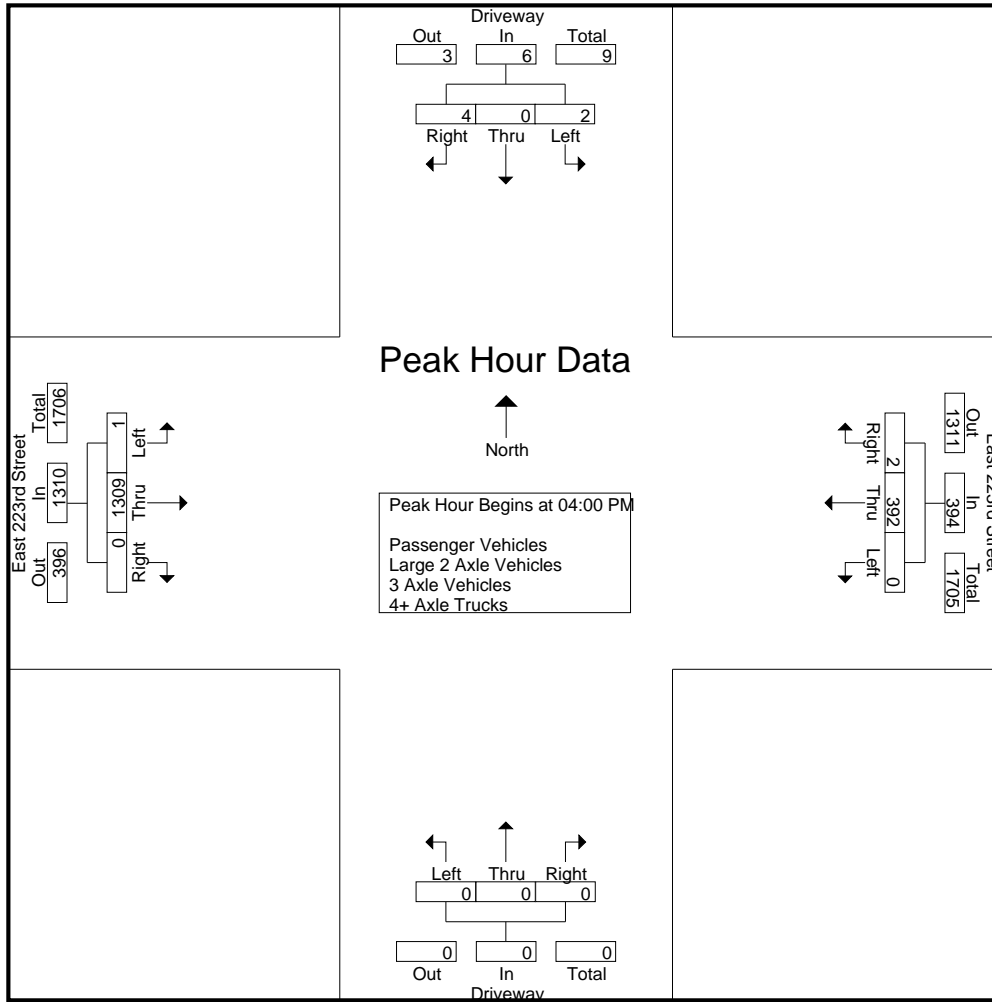 Driveway
Out In Total
3 6 9
4 0 2
Right Thru Left
Peak Hour Data
North
Peak Hour Begins at 04:00 PM
Passenger Vehicles
Large 2 Axle Vehicles
3 Axle Vehicles
4+ Axle Trucks
East 223rd Street
Out In Total
396 1310 1706
1 1309 0
Left Thru Right
East 223rd Street
Out In Total
1311 394 1705
2 392 0
Right Thru Left
Left Thru Right
0 0 0
0 0 0
Out In Total
Driveway